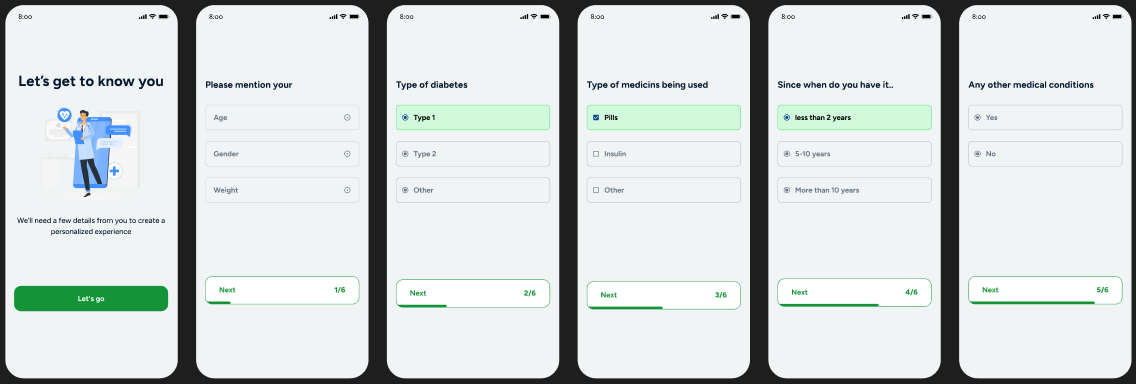 8:00
Let's get to know you
We'll need a few details from you to create a
personalized experience
Let's go
8:00
Please mention your
Age
Gender
Weight
Next 1/6
8:00
Type of diabetes
Type 1
Type 2
Other
Next 2/6
8:00
Type of medicins being used
Pills
Insulin
Other
Next 3/6
8:00
Since when do you have it..
less than 2 years
5-10 years
More than 10 years
Next 4/6
8:00
Any other medical conditions
Yes
No
Next 5/6